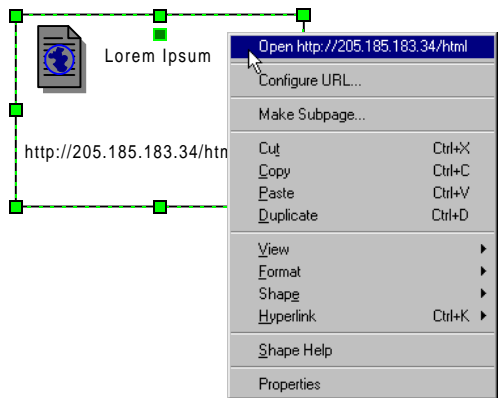 Lorem Ipsum
http://205.185.183.34/htm
Open http://205.185.183.34/html
Configure URL...
Make Subpage...
Cut Ctrl+X
Copy Ctrl+C
Paste Ctrl+V
Duplicate Ctrl+D
View
Format
Shape
Hyperlink Ctrl+K
Shape Help
Properties